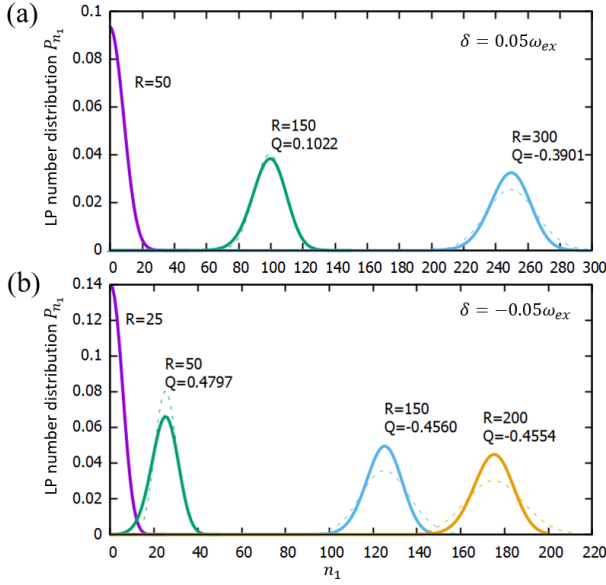 (a)
LP number distribution P_{n_1}
0.1
0.08
0.06
0.04
0.02
0
δ = 0.05ω_{ex}
R=50
R=150
Q=0.1022
R=300
Q=-0.3901
0 20 40 60 80 100 120 140 160 180 200 220 240 260 280 300
(b)
LP number distribution P_{n_1}
0.14
0.12
0.10
0.08
0.06
0.04
0.02
0
δ = −0.05ω_{ex}
R=25
R=50
Q=0.4797
R=150
Q=-0.4560
R=200
Q=-0.4554
0 20 40 60 80 100 120 140 160 180 200 220
n_1